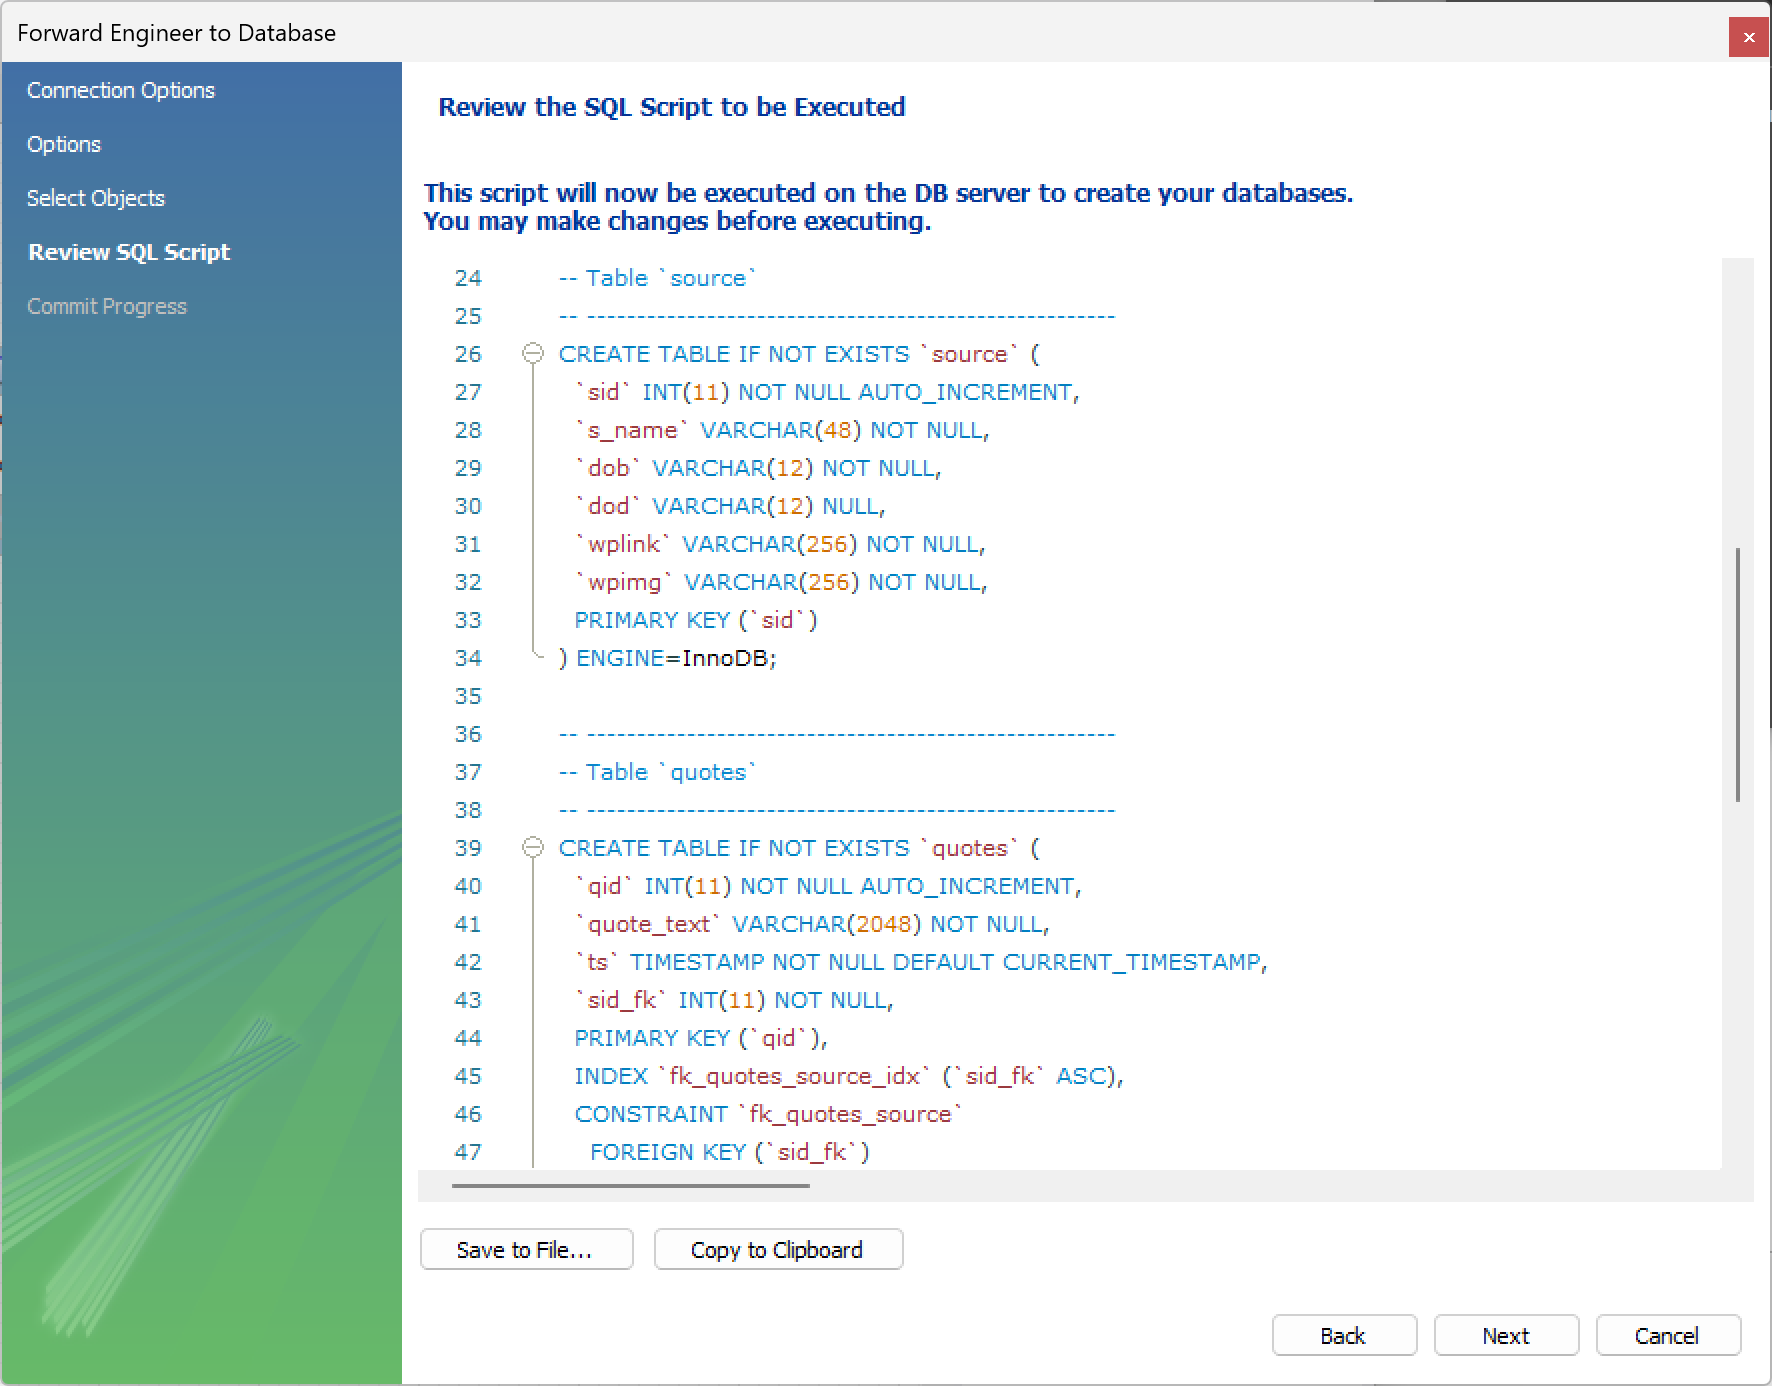 Forward Engineer to Database
Connection Options
Options
Select Objects
Review SQL Script
Commit Progress
Review the SQL Script to be Executed
This script will now be executed on the DB server to create your databases.
You may make changes before executing.
24 -- Table `source`
25 -- -----------------------------------------------------
26 CREATE TABLE IF NOT EXISTS `source` (
27 `sid` INT(11) NOT NULL AUTO_INCREMENT,
28 `s_name` VARCHAR(48) NOT NULL,
29 `dob` VARCHAR(12) NOT NULL,
30 `dod` VARCHAR(12) NULL,
31 `wplink` VARCHAR(256) NOT NULL,
32 `wpimg` VARCHAR(256) NOT NULL,
33 PRIMARY KEY (`sid`)
34 ) ENGINE=InnoDB;
35
36 -- -----------------------------------------------------
37 -- Table `quotes`
38 -- -----------------------------------------------------
39 CREATE TABLE IF NOT EXISTS `quotes` (
40 `qid` INT(11) NOT NULL AUTO_INCREMENT,
41 `quote_text` VARCHAR(2048) NOT NULL,
42 `ts` TIMESTAMP NOT NULL DEFAULT CURRENT_TIMESTAMP,
43 `sid_fk` INT(11) NOT NULL,
44 PRIMARY KEY (`qid`),
45 INDEX `fk_quotes_source_idx` (`sid_fk` ASC),
46 CONSTRAINT `fk_quotes_source`
47 FOREIGN KEY (`sid_fk`)
Save to File...
Copy to Clipboard
Back
Next
Cancel